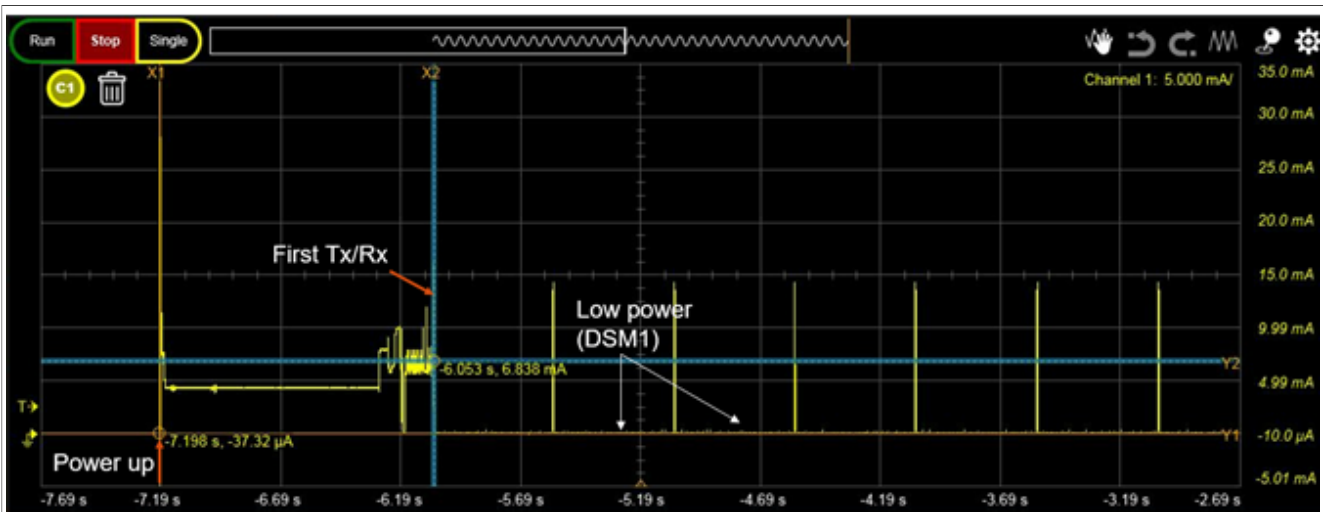 Run Stop Single
C1 X1 X2 Channel 1: 5.000 mA/ 35.0 mA
30.0 mA
25.0 mA
20.0 mA
First Tx/Rx 15.0 mA
Low power
(DSM1) 9.99 mA
-6.053 s, 6.838 mA Y2
4.99 mA
T
-7.198 s, -37.32 µA Y1 -10.0 µA
Power up
-5.01 mA
-7.69 s -7.19 s -6.69 s -6.19 s -5.69 s -5.19 s -4.69 s -4.19 s -3.69 s -3.19 s -2.69 s